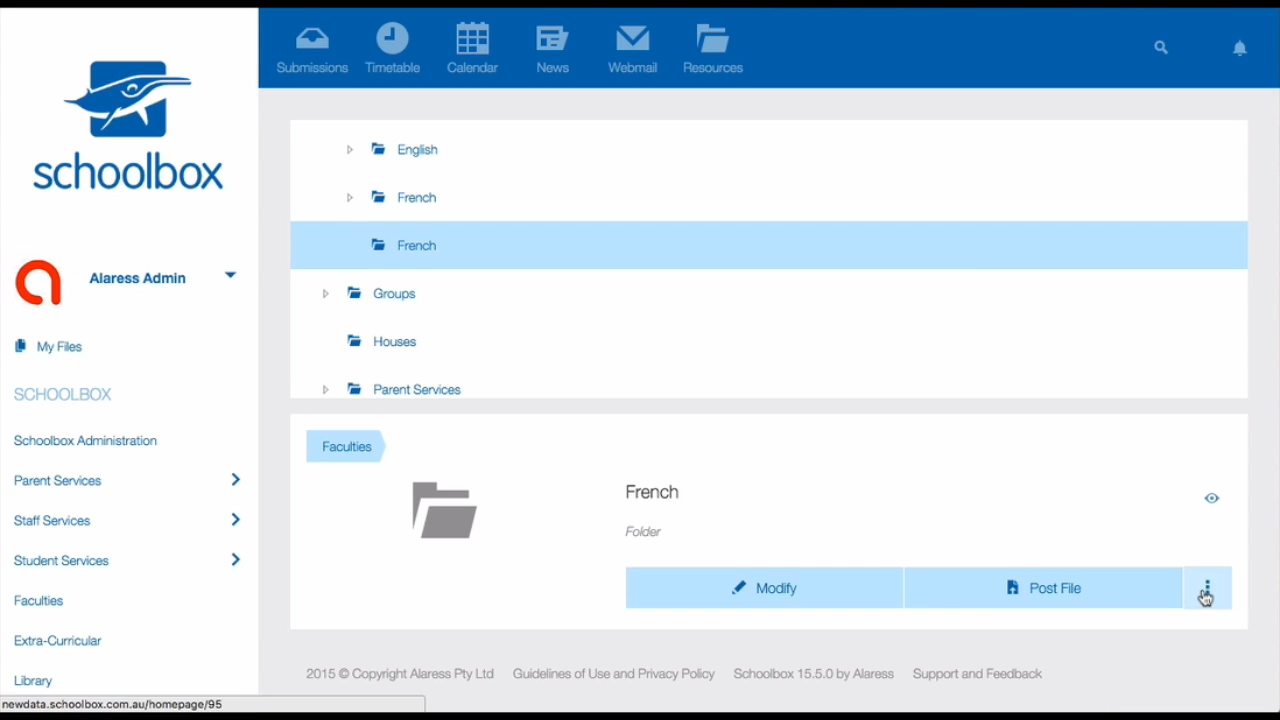 Submissions
Timetable
Calendar
News
Webmail
Resources
schoolbox
Alaress Admin
My Files
SCHOOLBOX
Schoolbox Administration
Parent Services
Staff Services
Student Services
Faculties
Extra-Curricular
Library
newdata.schoolbox.com.au/homepage/95
English
French
French
Groups
Houses
Parent Services
Faculties
French
Folder
Modify
Post File
2015 © Copyright Alaress Pty Ltd
Guidelines of Use and Privacy Policy
Schoolbox 15.5.0 by Alaress
Support and Feedback